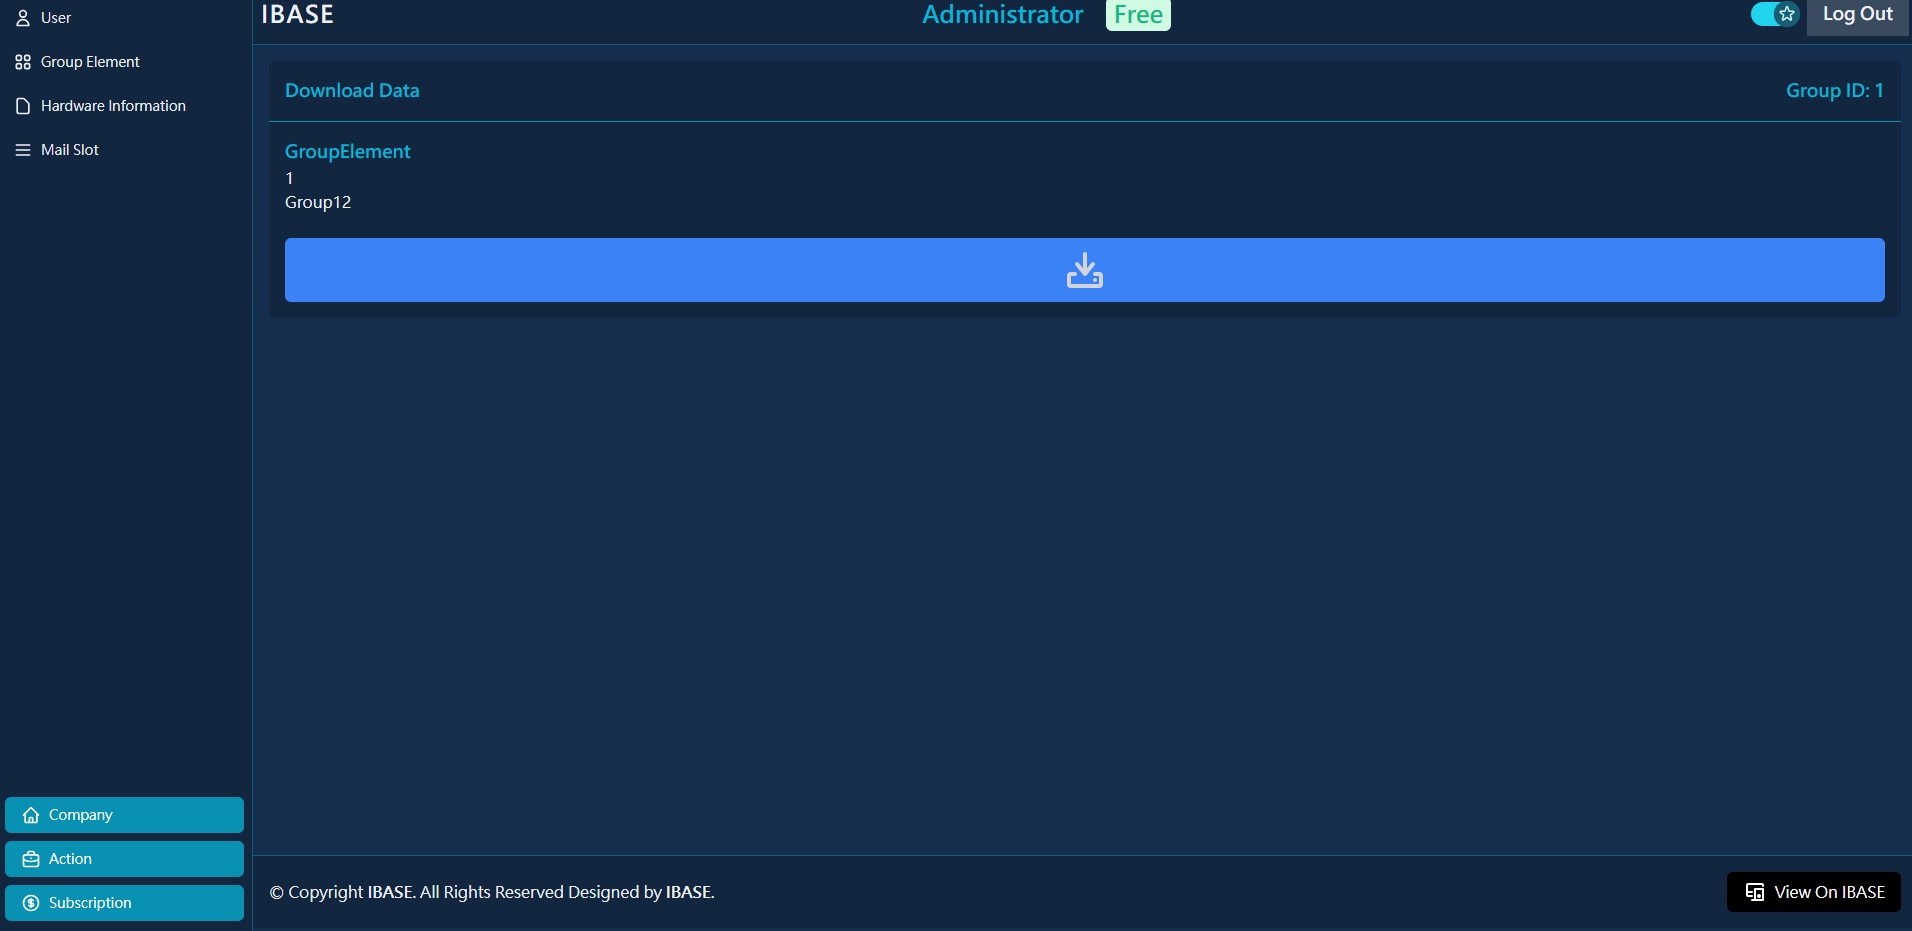 User
Group Element
Hardware Information
Mail Slot
Company
Action
Subscription
IBASE
Administrator Free
Log Out
Download Data
Group ID: 1
GroupElement
1
Group12
© Copyright IBASE. All Rights Reserved Designed by IBASE.
View On IBASE